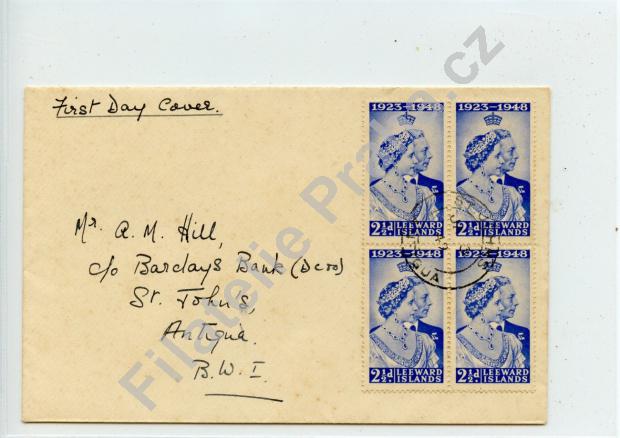 First Day Cover.
Mr. A. M. Hill,
c/o Barclays Bank (DCOO)
St. John's,
Antigua.
B.W.I.
1923-1948
2½d LEEWARD
ISLANDS
1923-1948
2½d LEEWARD
ISLANDS
1923-1948
2½d LEEWARD
ISLANDS
1923-1948
2½d LEEWARD
ISLANDS
Filatelie Praha.cz